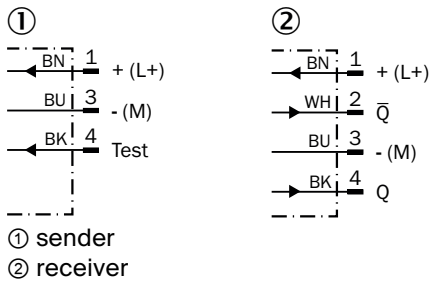 ① ②
BN 1 + (L+)
BU 3 - (M)
BK 4 Test
BN 1 + (L+)
WH 2 Q̅
BU 3 - (M)
BK 4 Q
① sender
② receiver